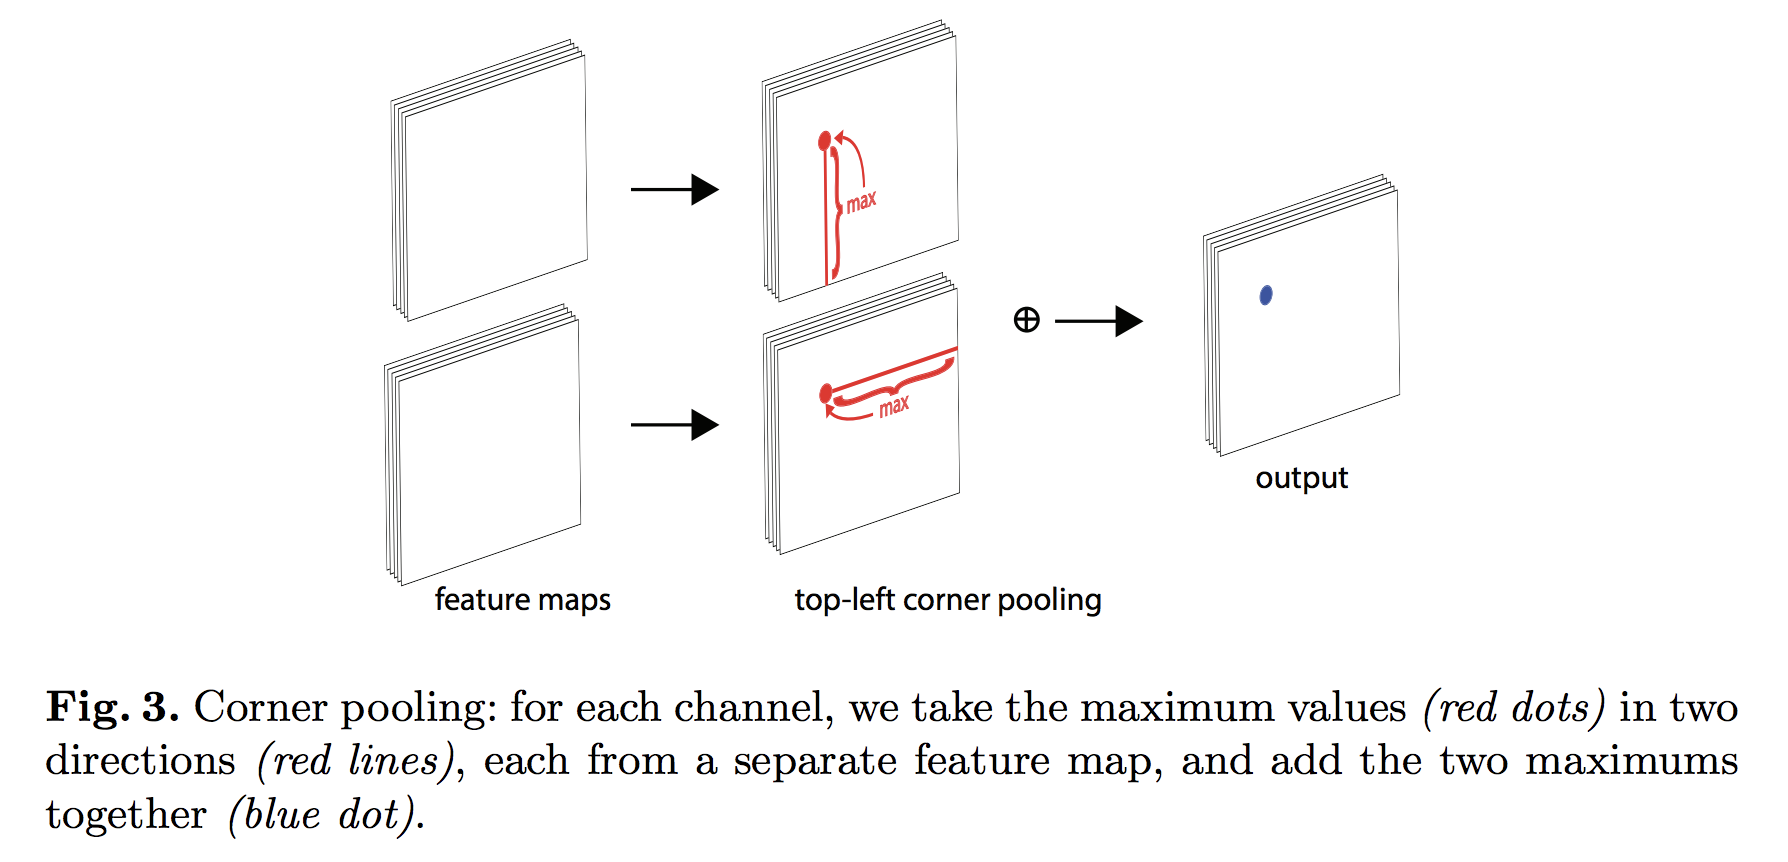 max
max
⊕
output
feature maps
top-left corner pooling
Fig. 3. Corner pooling: for each channel, we take the maximum values (red dots) in two
directions (red lines), each from a separate feature map, and add the two maximums
together (blue dot).